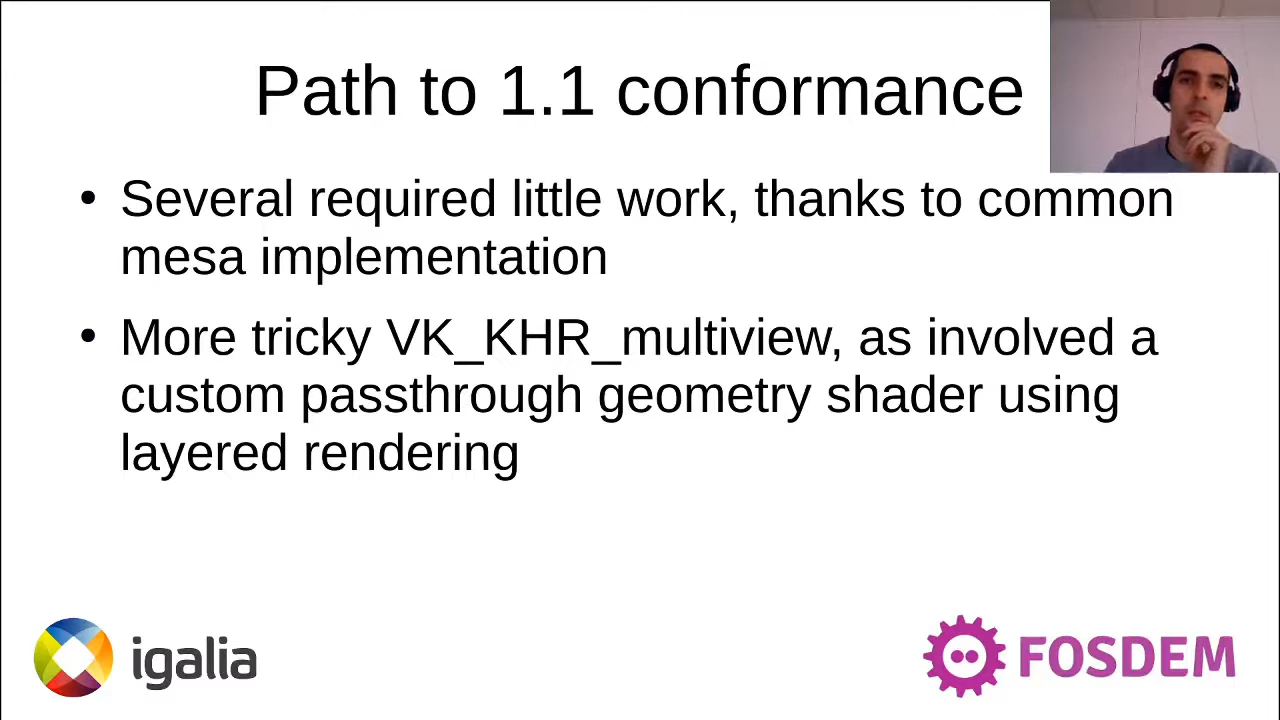 Path to 1.1 conformance
• Several required little work, thanks to common
mesa implementation
• More tricky VK_KHR_multiview, as involved a
custom passthrough geometry shader using
layered rendering
igalia
FOSDEM